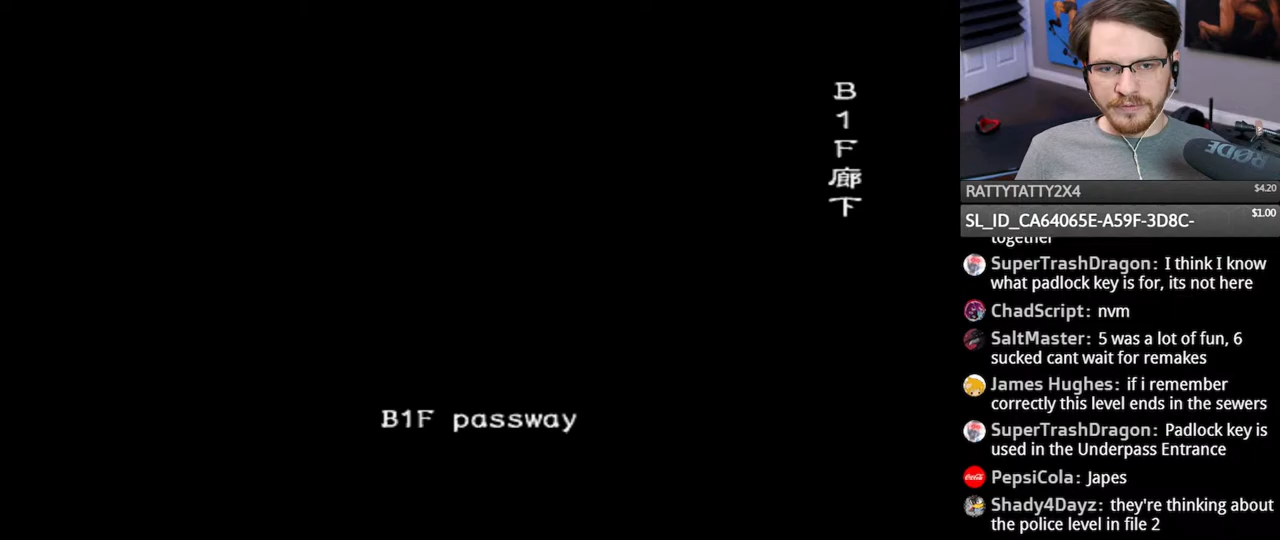 B1F廊下
B1F passway
RØDE
RATTYTATTY2X4
$4.20
SL_ID_CA64065E-A59F-3D8C-
$1.00
together
SuperTrashDragon: I think I know
what padlock key is for, its not here
ChadScript: nvm
SaltMaster: 5 was a lot of fun, 6
sucked cant wait for remakes
James Hughes: if i remember
correctly this level ends in the sewers
SuperTrashDragon: Padlock key is
used in the Underpass Entrance
PepsiCola: Japes
Shady4Dayz: they're thinking about
the police level in file 2